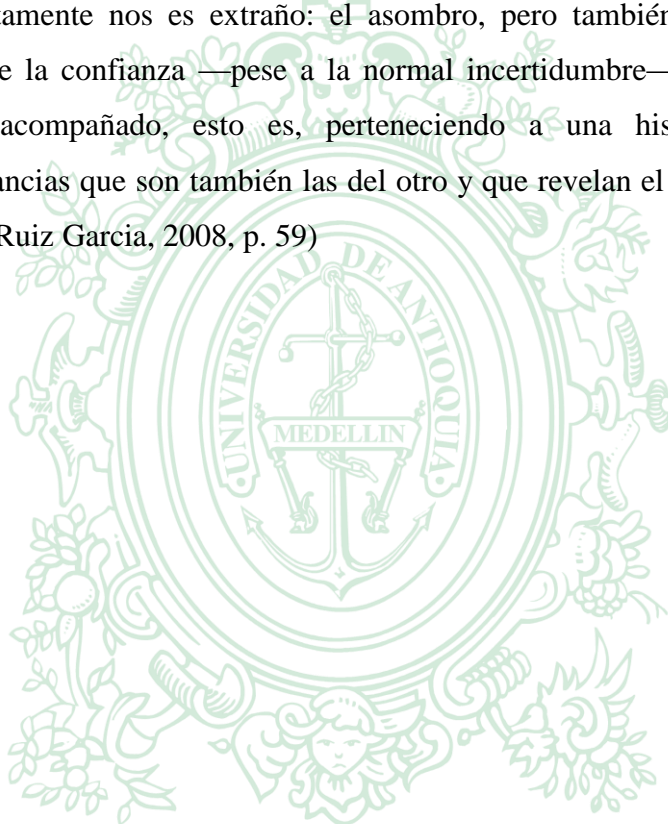 tamente nos es extraño: el asombro, pero también
e la confianza —pese a la normal incertidumbre—
acompañado, esto es, perteneciendo a una his
ancias que son también las del otro y que revelan el
Ruiz Garcia, 2008, p. 59)
UNIVERSIDAD DE ANTIOQUIA
MEDELLIN